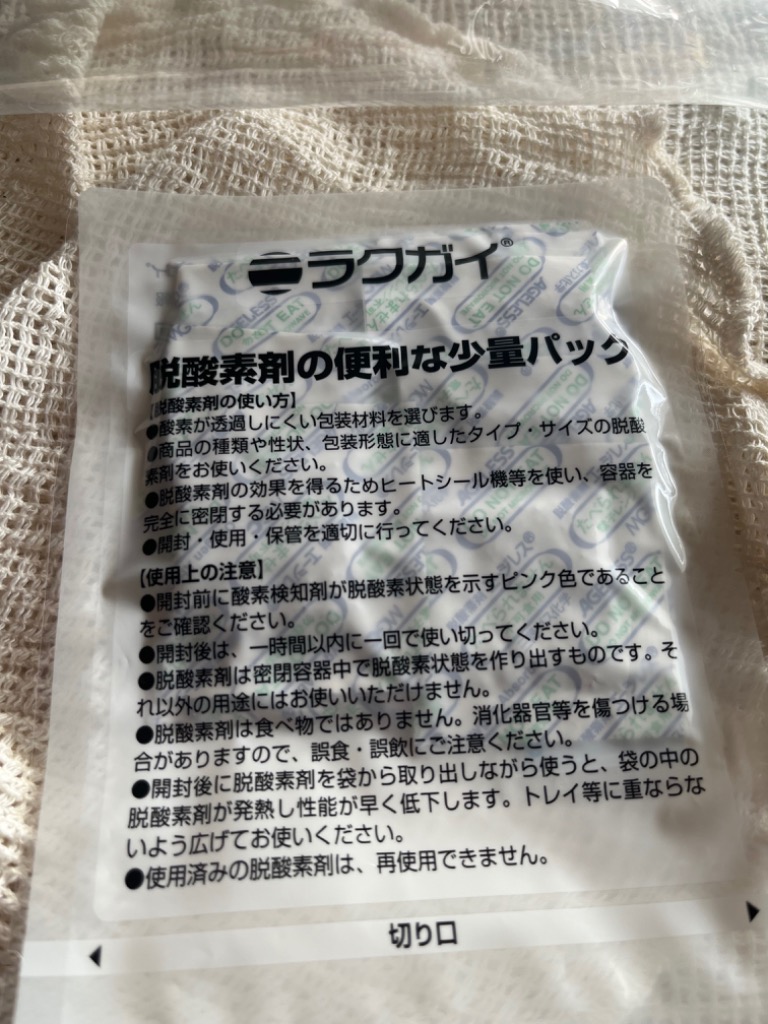 ラクガイ®
脱酸素剤の便利な少量パック
【脱酸素剤の使い方】
●酸素が透過しにくい包装材料を選びます。
●商品の種類や性状、包装形態に適したタイプ・サイズの脱酸
素剤をお使いください。
●脱酸素剤の効果を得るためヒートシール機等を使い、容器を
完全に密閉する必要があります。
●開封・使用・保管を適切に行ってください。
【使用上の注意】
●開封前に酸素検知剤が脱酸素状態を示すピンク色であること
をご確認ください。
●開封後は、一時間以内に一回で使い切ってください。
●脱酸素剤は密閉容器中で脱酸素状態を作り出すものです。そ
れ以外の用途にはお使いいただけません。
●脱酸素剤は食べ物ではありません。消化器官等を傷つける場
合がありますので、誤食・誤飲にご注意ください。
●開封後に脱酸素剤を袋から取り出しながら使うと、袋の中の
脱酸素剤が発熱し性能が早く低下します。トレイ等に重ならな
いよう広げてお使いください。
●使用済みの脱酸素剤は、再使用できません。
切り口